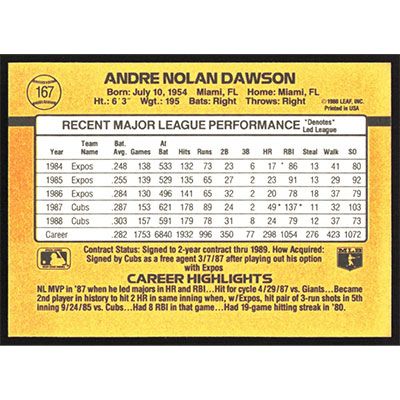 167
ANDRE NOLAN DAWSON
Born: July 10, 1954 Miami, FL Home: Miami, FL
Ht.: 6'3" Wgt.: 195 Bats: Right Throws: Right
©1988 LEAF, INC.
Printed in USA
RECENT MAJOR LEAGUE PERFORMANCE
*Denotes*
Led League
Year Team Name Bat. Avg. Games At Bat Hits Runs 2B 3B HR RBI Steal Walk SO
1984 Expos .248 138 533 132 73 23 6 17 * 86 13 41 80
1985 Expos .255 139 529 135 65 27 2 23 91 13 29 92
1986 Expos .284 130 496 141 65 32 2 20 78 18 37 79
1987 Cubs .287 153 621 178 90 24 2 49 * 137 * 11 32 103
1988 Cubs .303 157 591 179 78 31 8 24 79 12 37 73
Career .282 1753 6840 1932 298 1054 276 423
Contract Status: Signed to 2-year contract thru 1989. How Acquired:
Signed by Cubs as a free agent 3/7/87 after playing out his option
with Expos
CAREER HIGHLIGHTS
NL MVP in '87 when he led majors in HR and RBI...Hit for cycle 4/29/87 vs. Giants...Became
2nd player in history to hit 2 HR in same inning when, w/Expos, hit pair of 3-run shots in 5th
inning 9/24/85 vs. Cubs...Had 8 RBI in that game...Had 19-game hitting streak in '80.